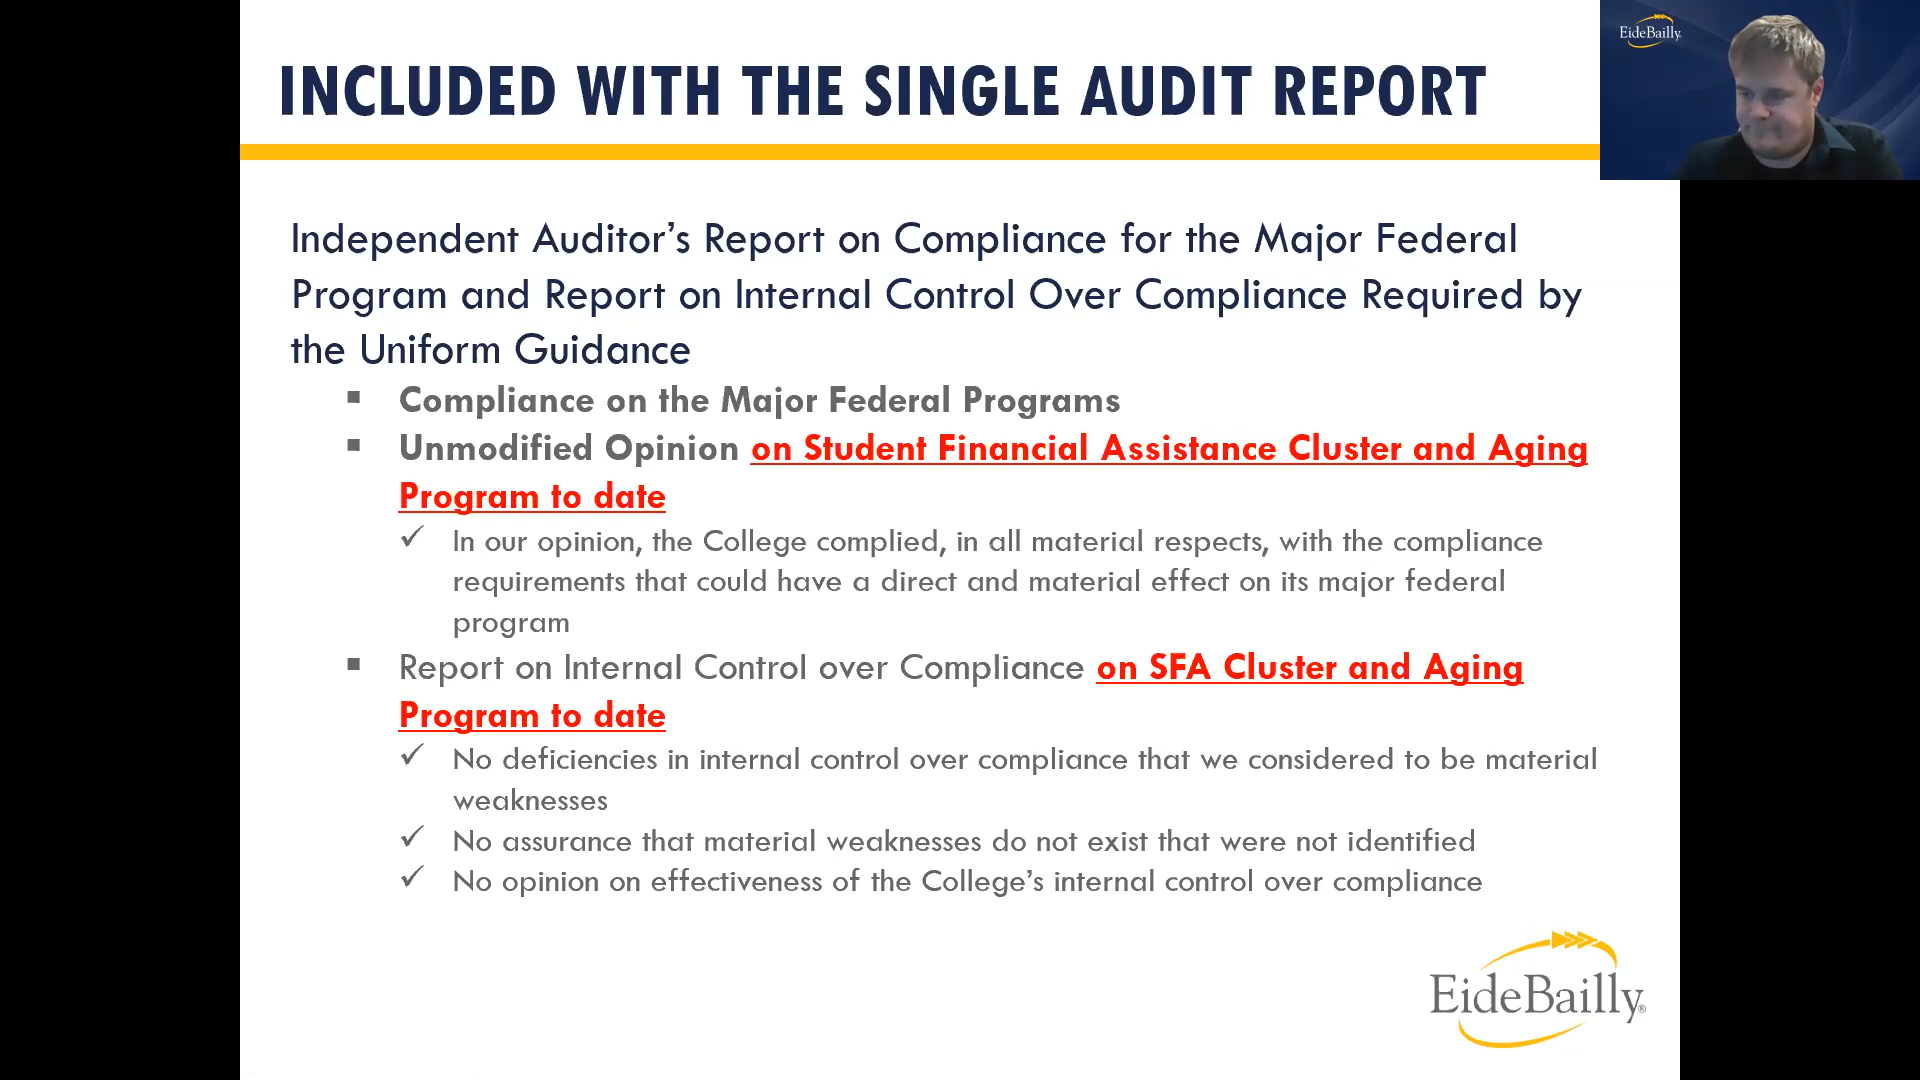 INCLUDED WITH THE SINGLE AUDIT REPORT
EideBailly
Independent Auditor’s Report on Compliance for the Major Federal
Program and Report on Internal Control Over Compliance Required by
the Uniform Guidance
▪ Compliance on the Major Federal Programs
▪ Unmodified Opinion on Student Financial Assistance Cluster and Aging
Program to date
✓ In our opinion, the College complied, in all material respects, with the compliance
requirements that could have a direct and material effect on its major federal
program
▪ Report on Internal Control over Compliance on SFA Cluster and Aging
Program to date
✓ No deficiencies in internal control over compliance that we considered to be material
weaknesses
✓ No assurance that material weaknesses do not exist that were not identified
✓ No opinion on effectiveness of the College’s internal control over compliance
EideBailly®